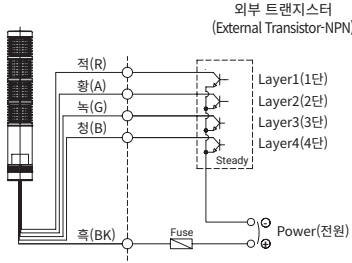 외부 트랜지스터
(External Transistor-NPN)
적(R)
황(A)
녹(G)
청(B)
Layer1(1단)
Layer2(2단)
Layer3(3단)
Layer4(4단)
Steady
흑(BK)
Fuse
Power(전원)